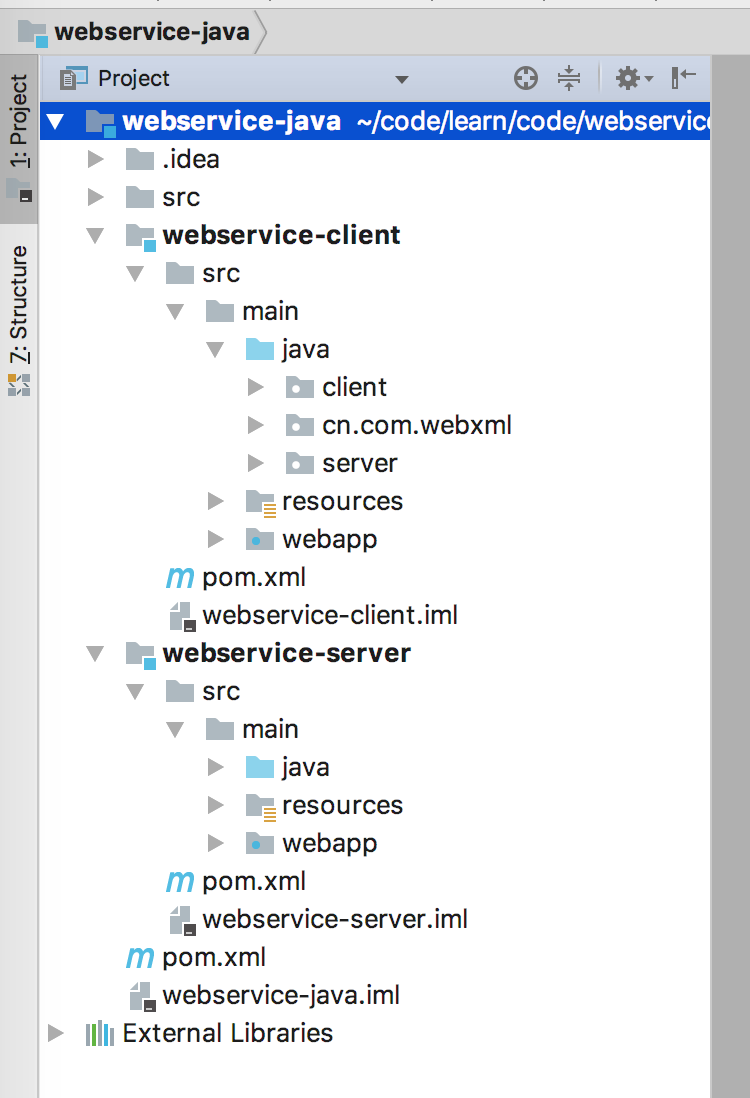 webservice-java
1: Project
7: Structure
Project
webservice-java ~/code/learn/code/webservic
.idea
src
webservice-client
src
main
java
client
cn.com.webxml
server
resources
webapp
pom.xml
webservice-client.iml
webservice-server
src
main
java
resources
webapp
pom.xml
webservice-server.iml
pom.xml
webservice-java.iml
External Libraries